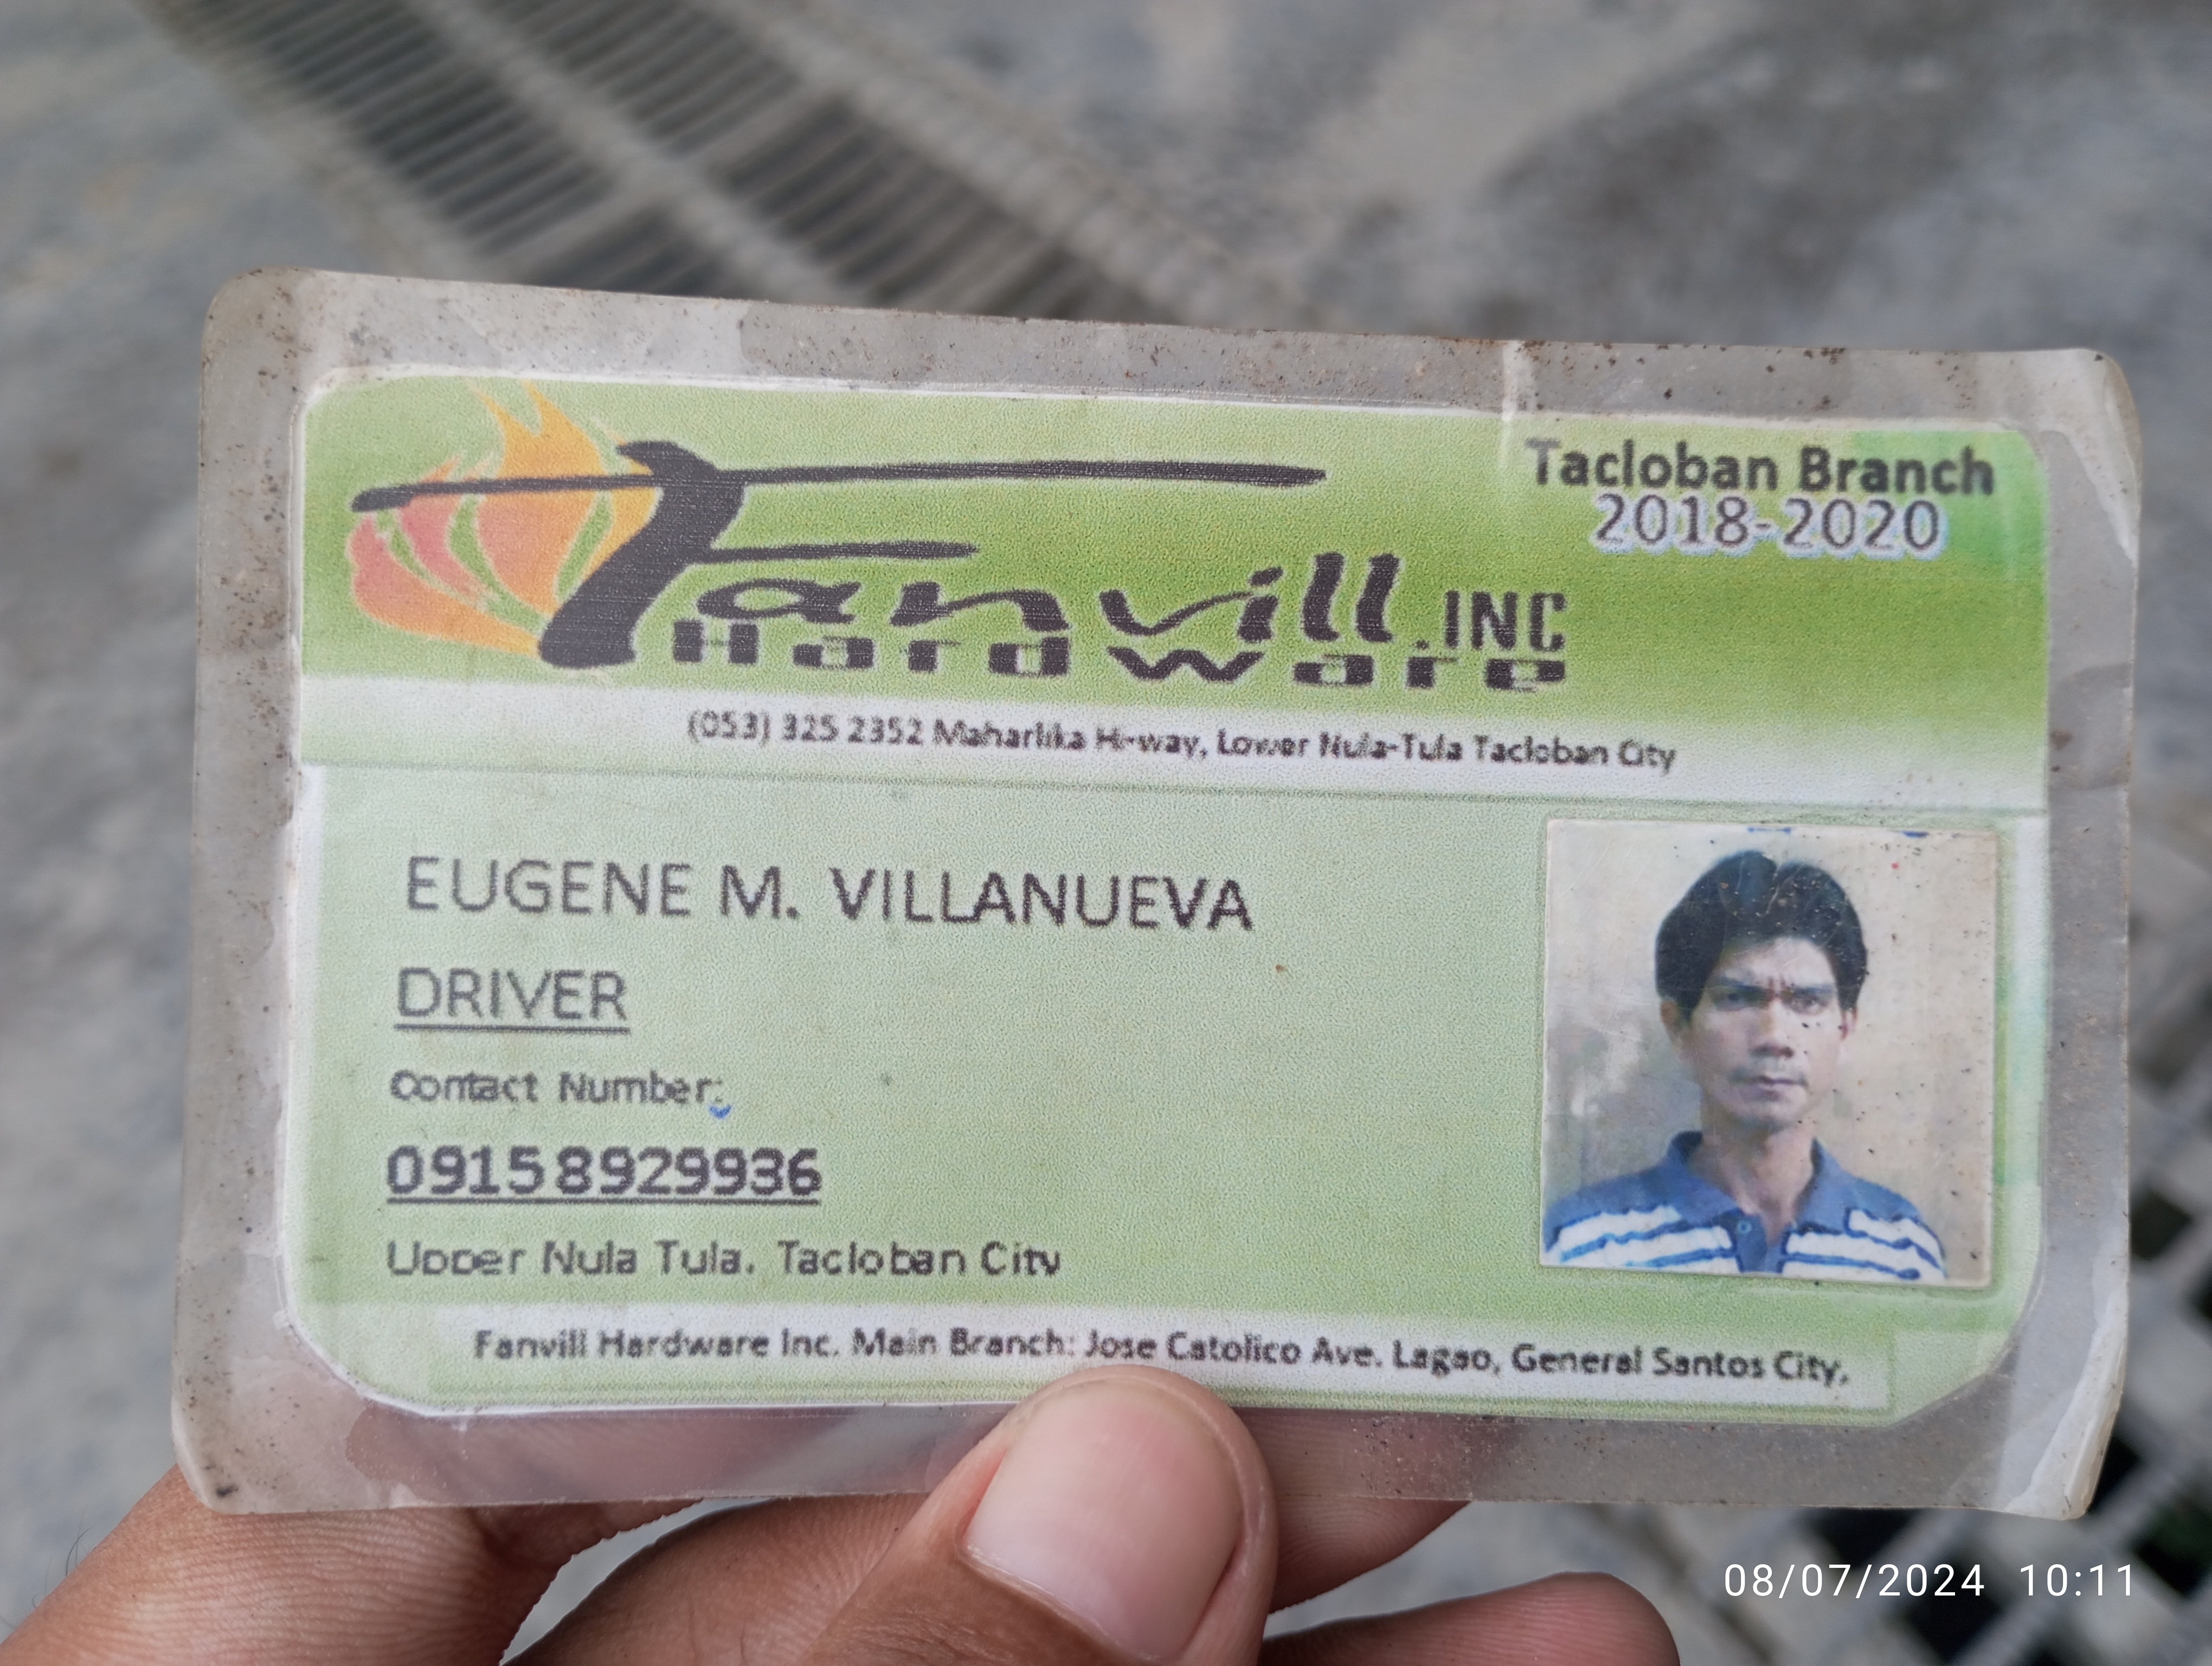 Tacloban Branch
2018-2020
Fanvill.INC
Hardware
(053) 325 2352 Maharlika Hi-way, Lower Nula-Tula Tacloban City
EUGENE M. VILLANUEVA
DRIVER
Contact Number:
09158929936
Upper Nula Tula. Tacloban City
Fanvill Hardware Inc. Main Branch: Jose Catolico Ave. Lagao, General Santos City,
08/07/2024 10:11